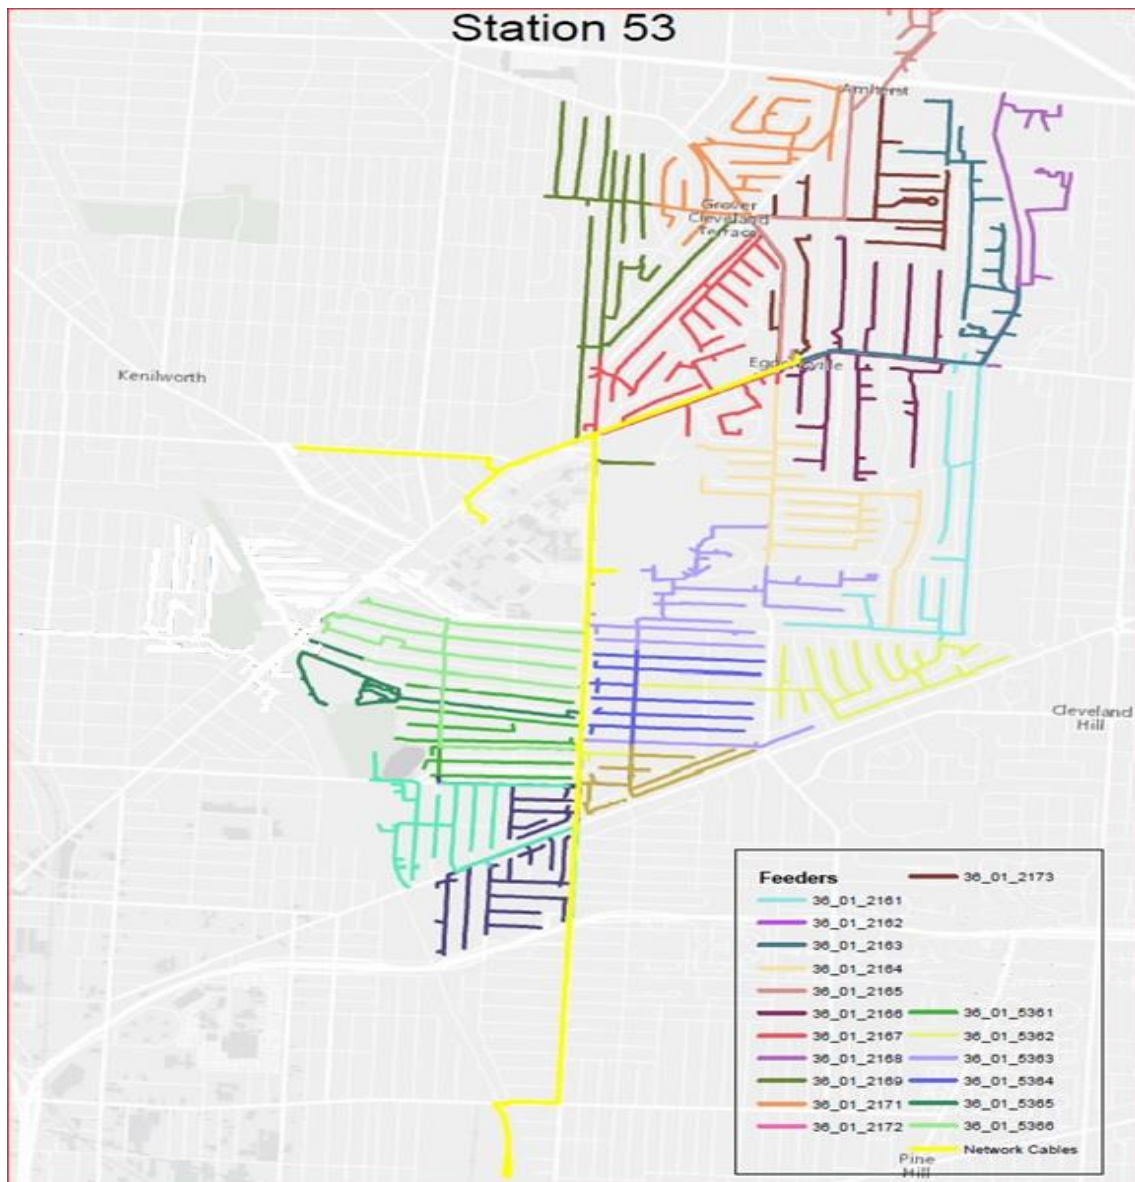 Station 53
Amherst
Grover
Cleveland
Terrace
Kenilworth
Cleveland
Hill
Feeders
36_01_2173
36_01_2161
36_01_2162
36_01_2163
36_01_2164
36_01_2165
36_01_2166 36_01_5361
36_01_2167 36_01_5362
36_01_2168 36_01_5363
36_01_2169 36_01_5364
36_01_2171 36_01_5365
36_01_2172 36_01_5366
Network Cables
Pine
Hill